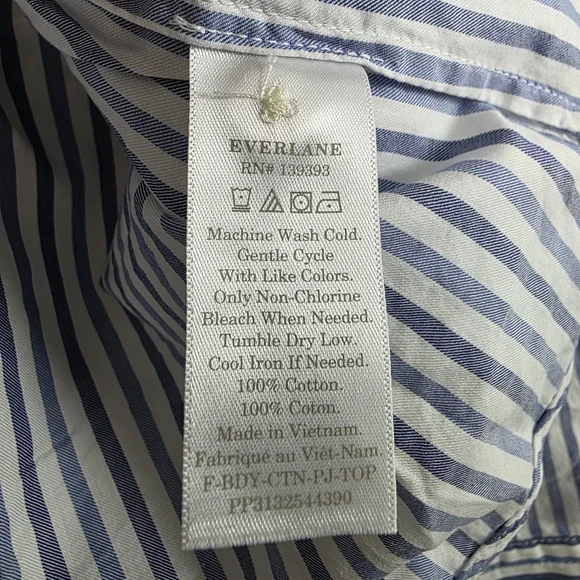 EVERLANE
RN# 139393
Machine Wash Cold.
Gentle Cycle
With Like Colors.
Only Non-Chlorine
Bleach When Needed.
Tumble Dry Low.
Cool Iron If Needed.
100% Cotton.
100% Coton.
Made in Vietnam.
Fabriqué au Việt-Nam.
F-BDY-CTN-PJ-TOP
PP3132544390